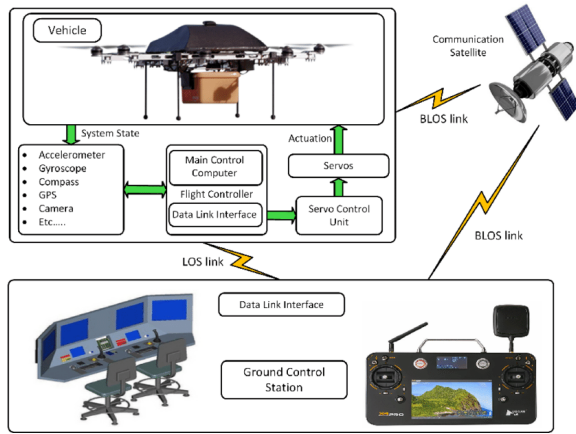 Vehicle
Communication
Satellite
System State
Actuation
BLOS link
• Accelerometer
• Gyroscope
• Compass
• GPS
• Camera
• Etc.....
Main Control
Computer
Flight Controller
Data Link Interface
Servos
Servo Control
Unit
BLOS link
LOS link
Data Link Interface
Ground Control
Station
PRO